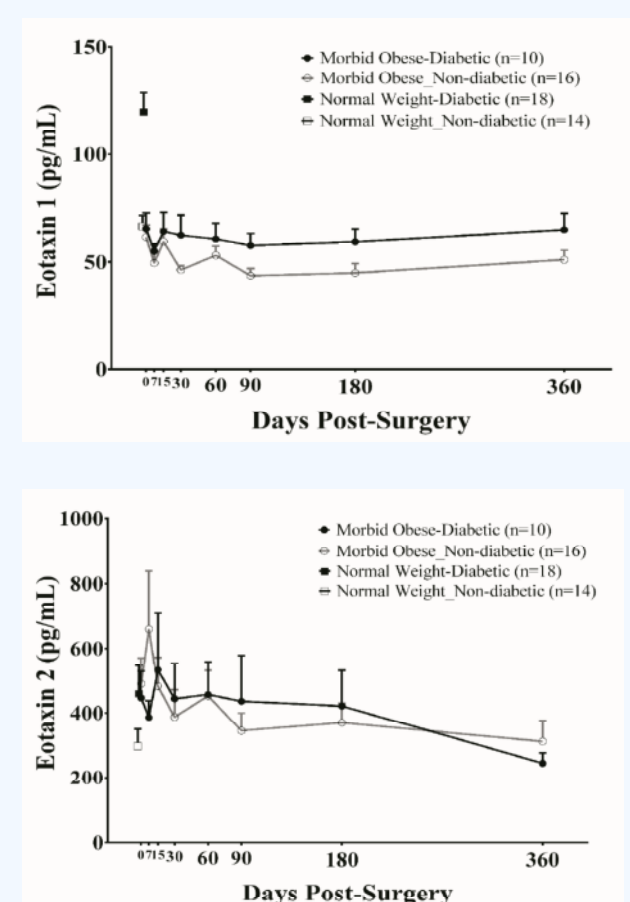 150
Morbid Obese-Diabetic (n=10)
Morbid Obese_Non-diabetic (n=16)
Normal Weight-Diabetic (n=18)
Normal Weight_Non-diabetic (n=14)
100
Eotaxin 1 (pg/mL)
50
0
0 7 15 30 60 90 180 360
Days Post-Surgery
1000
Morbid Obese-Diabetic (n=10)
Morbid Obese_Non-diabetic (n=16)
Normal Weight-Diabetic (n=18)
Normal Weight_Non-diabetic (n=14)
800
600
Eotaxin 2 (pg/mL)
400
200
0
0 7 15 30 60 90 180 360
Days Post-Surgery